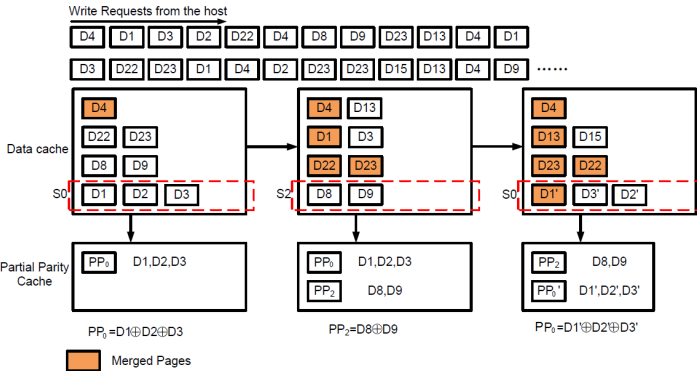 Write Requests from the host
D4 D1 D3 D2 D22 D4 D8 D9 D23 D13 D4 D1
D3 D22 D23 D1 D4 D2 D23 D23 D15 D13 D4 D9 ……
Data cache
D4
D22 D23
D8 D9
S0 D1 D2 D3
D4 D13
D1 D3
D22 D23
S2 D8 D9
D4
D13 D15
D23 D22
S0 D1' D3' D2'
Partial Parity
Cache
PP₀ D1,D2,D3
PP₀ D1,D2,D3
PP₂ D8,D9
PP₂ D8,D9
PP₀' D1',D2',D3'
PP₀=D1⊕D2⊕D3
PP₂=D8⊕D9
PP₀=D1'⊕D2'⊕D3'
Merged Pages